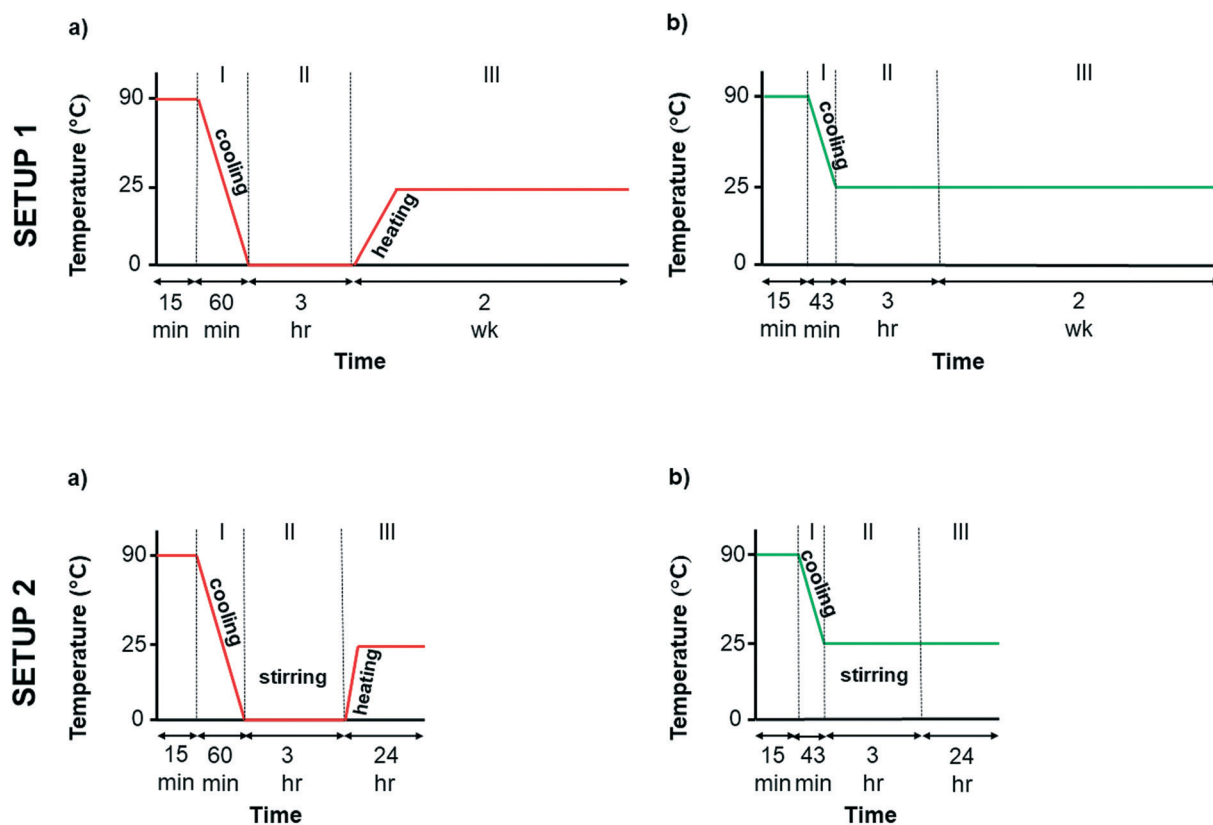 SETUP 1
a)
I
II
III
Temperature (°C)
90
25
0
cooling
heating
15
min
60
min
3
hr
2
wk
Time
b)
I
II
III
Temperature (°C)
90
25
0
cooling
15
min
43
min
3
hr
2
wk
Time
SETUP 2
a)
I
II
III
Temperature (°C)
90
25
0
cooling
stirring
heating
15
min
60
min
3
hr
24
hr
Time
b)
I
II
III
Temperature (°C)
90
25
0
cooling
stirring
15
min
43
min
3
hr
24
hr
Time